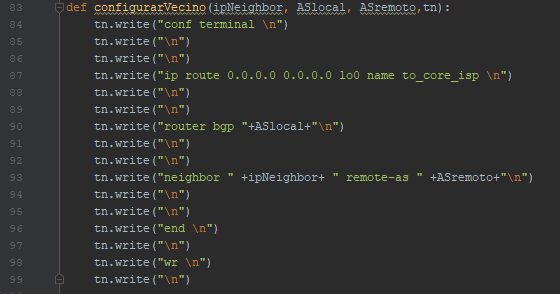 83 def configurarVecino(ipNeighbor, ASlocal, ASremoto,tn):
84 tn.write("conf terminal \n")
85 tn.write("\n")
86 tn.write("\n")
87 tn.write("ip route 0.0.0.0 0.0.0.0 lo0 name to_core_isp \n")
88 tn.write("\n")
89 tn.write("\n")
90 tn.write("router bgp "+ASlocal+"\n")
91 tn.write("\n")
92 tn.write("\n")
93 tn.write("neighbor " +ipNeighbor+ " remote-as " +ASremoto+"\n")
94 tn.write("\n")
95 tn.write("\n")
96 tn.write("end \n")
97 tn.write("\n")
98 tn.write("wr \n")
99 tn.write("\n")